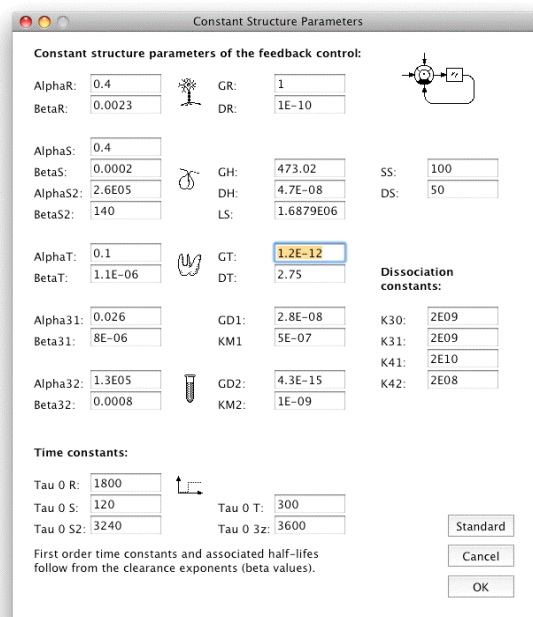 Constant Structure Parameters
Constant structure parameters of the feedback control:
AlphaR: 0.4 GR: 1
BetaR: 0.0023 DR: 1E-10
AlphaS: 0.4
BetaS: 0.0002 GH: 473.02 SS: 100
AlphaS2: 2.6E05 DH: 4.7E-08 DS: 50
BetaS2: 140 LS: 1.6879E06
AlphaT: 0.1 GT: 1.2E-12
BetaT: 1.1E-06 DT: 2.75
Dissociation
constants:
Alpha31: 0.026 GD1: 2.8E-08 K30: 2E09
Beta31: 8E-06 KM1 5E-07 K31: 2E09
K41: 2E10
Alpha32: 1.3E05 GD2: 4.3E-15 K42: 2E08
Beta32: 0.0008 KM2: 1E-09
Time constants:
Tau 0 R: 1800
Tau 0 S: 120 Tau 0 T: 300
Tau 0 S2: 3240 Tau 0 3z: 3600
First order time constants and associated half-lifes
follow from the clearance exponents (beta values).
Standard
Cancel
OK